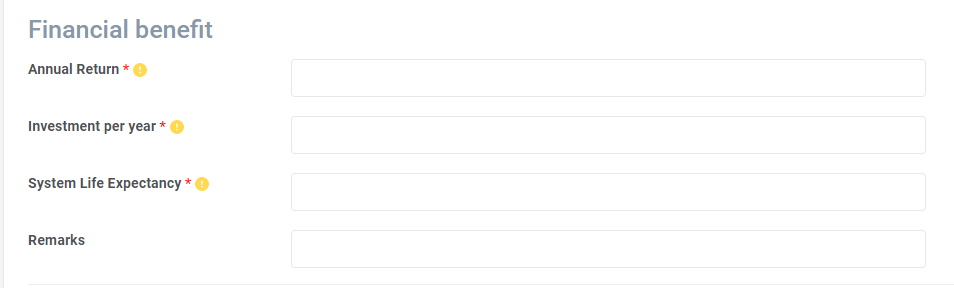 Financial benefit
Annual Return *
Investment per year *
System Life Expectancy *
Remarks